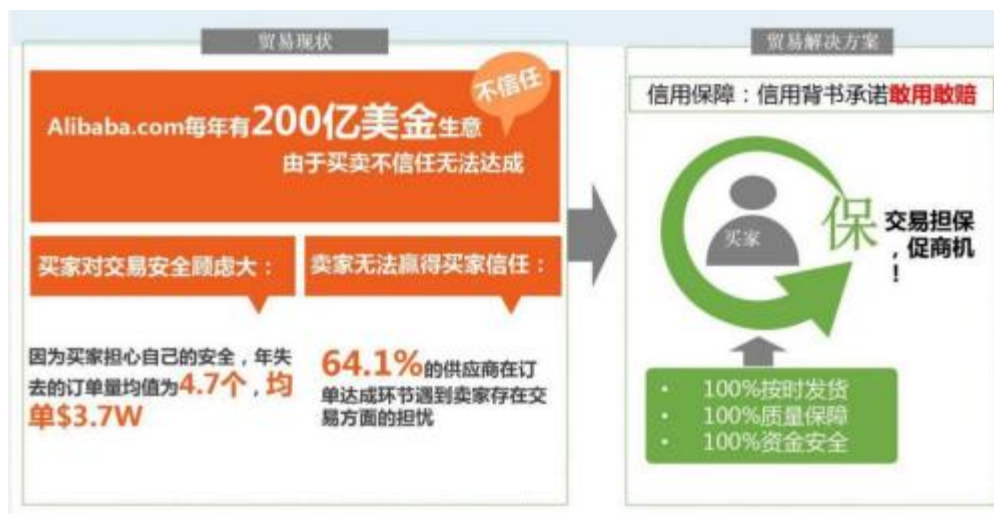 贸易现状
不信任
Alibaba.com每年有200亿美金生意
由于买卖不信任无法达成
买家对交易安全顾虑大：
卖家无法赢得买家信任：
因为买家担心自己的安全，年失
去的订单量均值为4.7个，均
单$3.7W
64.1%的供应商在订
单达成环节遇到卖家存在交
易方面的担忧
贸易解决方案
信用保障：信用背书承诺敢用敢赔
买家
保
交易担保
，促商机
！
• 100%按时发货
• 100%质量保障
• 100%资金安全